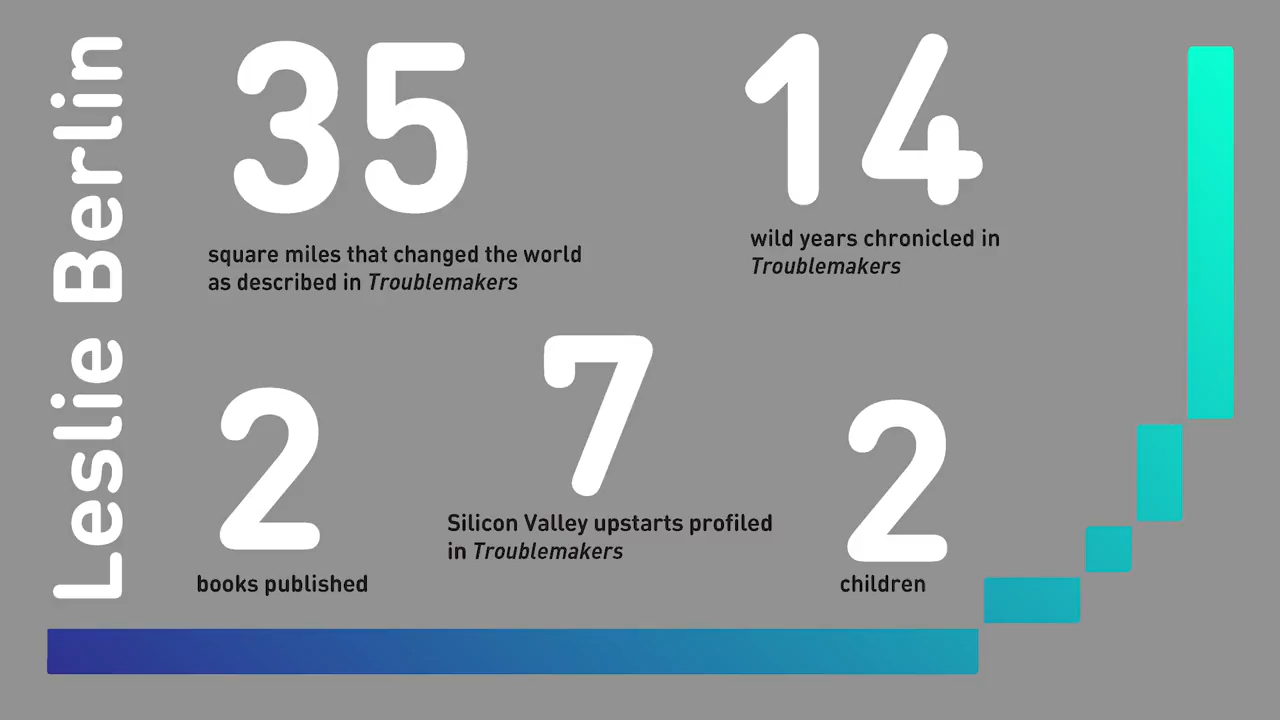 Leslie Berlin
35
square miles that changed the world
as described in Troublemakers
14
wild years chronicled in
Troublemakers
2
books published
7
Silicon Valley upstarts profiled
in Troublemakers
2
children